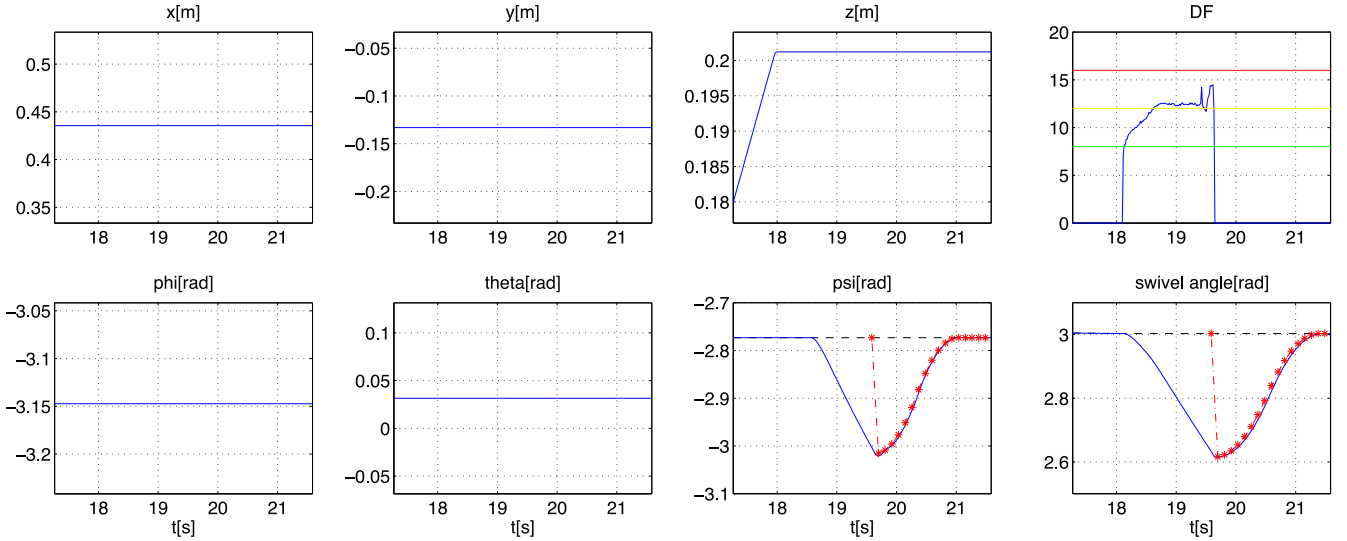 x[m]
0.5
0.45
0.4
0.35
18 19 20 21
y[m]
−0.05
−0.1
−0.15
−0.2
18 19 20 21
z[m]
0.2
0.195
0.19
0.185
0.18
18 19 20 21
DF
20
15
10
5
0
18 19 20 21
phi[rad]
−3.05
−3.1
−3.15
−3.2
18 19 20 21
t[s]
theta[rad]
0.1
0.05
0
−0.05
18 19 20 21
t[s]
psi[rad]
−2.7
−2.8
−2.9
−3
−3.1
18 19 20 21
t[s]
swivel angle[rad]
3
2.8
2.6
18 19 20 21
t[s]